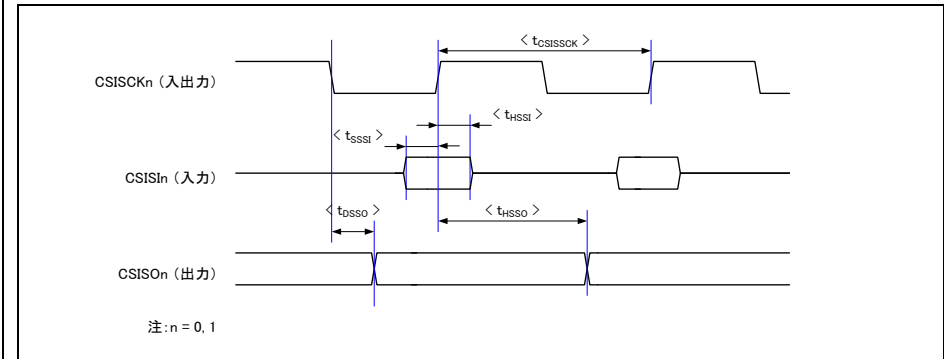 < tCSISSCK >
CSISCKn (入出力)
< tHSSI >
< tSSSI >
CSISIn (入力)
< tDSSO >
< tHSSO >
CSISOn (出力)
注:n = 0, 1